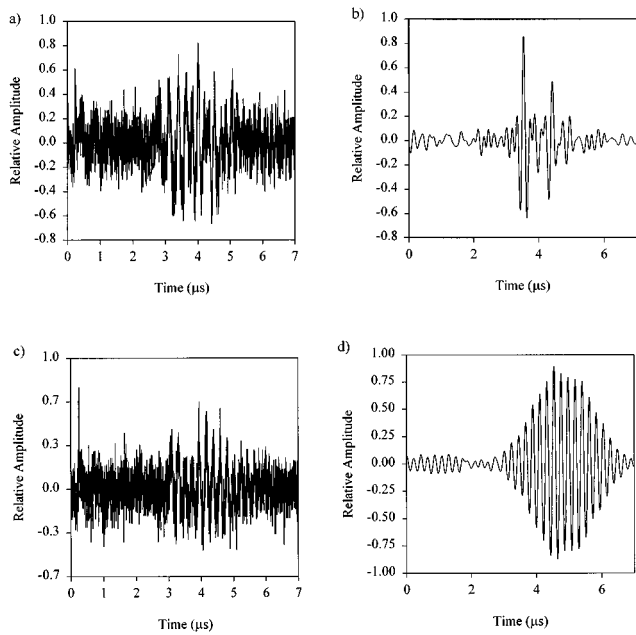 a)
1.0
0.8
0.6
0.4
0.2
0.0
-0.2
-0.4
-0.6
-0.8
Relative Amplitude
0 1 2 3 4 5 6 7
Time (μs)
b)
1.0
0.8
0.6
0.4
0.2
0.0
-0.2
-0.4
-0.6
-0.8
Relative Amplitude
0 2 4 6
Time (μs)
c)
1.0
0.7
0.3
0.0
-0.3
-0.7
Relative Amplitude
0 1 2 3 4 5 6 7
Time (μs)
d)
1.00
0.75
0.50
0.25
0.00
-0.25
-0.50
-0.75
-1.00
Relative Amplitude
0 2 4 6
Time (μs)